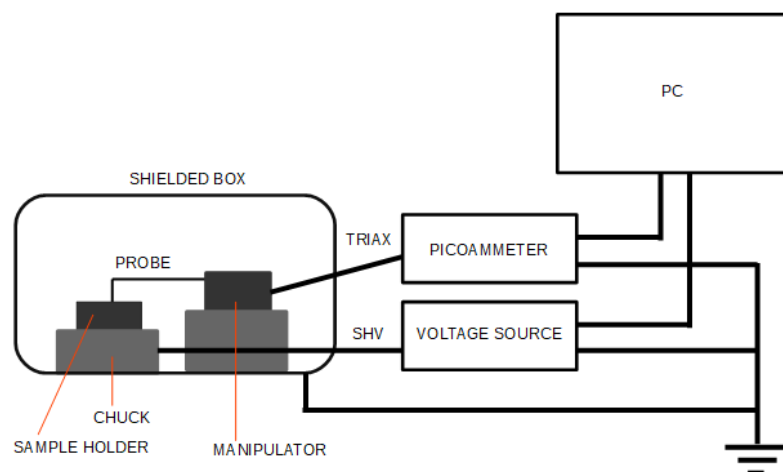 PC
SHIELDED BOX
TRIAX
PICOAMMETER
PROBE
SHV
VOLTAGE SOURCE
CHUCK
SAMPLE HOLDER
MANIPULATOR